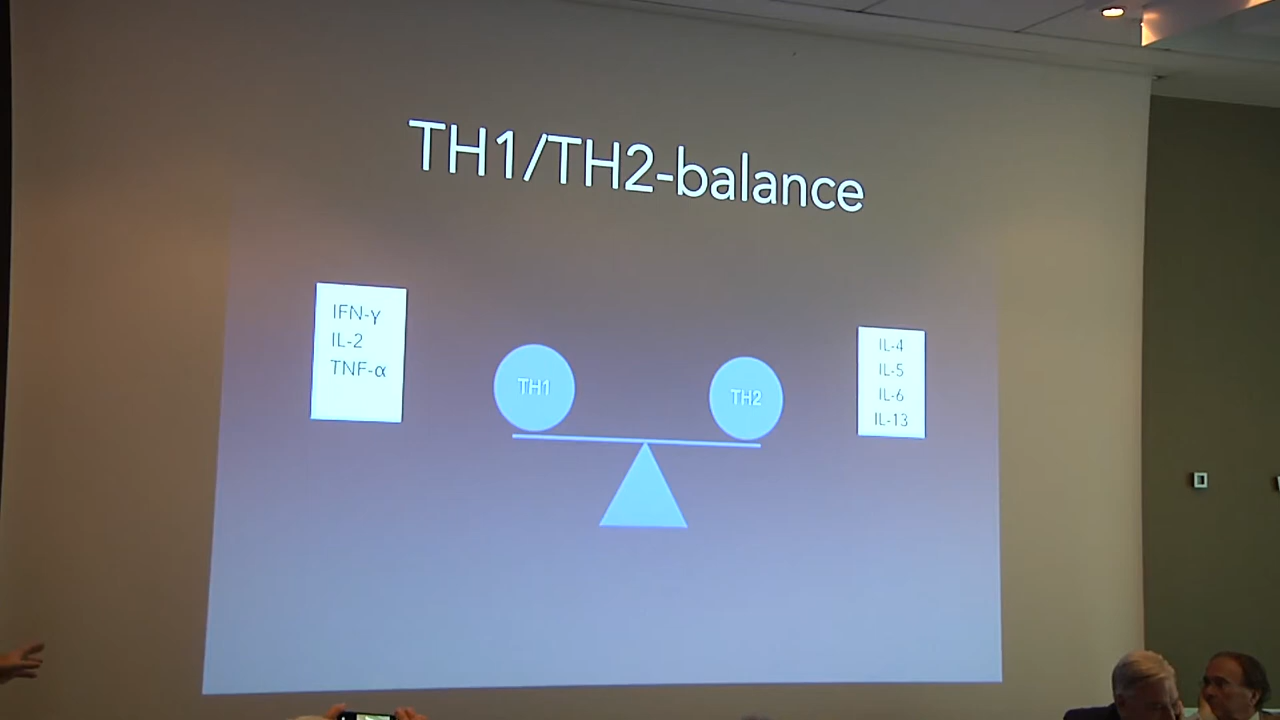 TH1/TH2-balance
IFN-γ
IL-2
TNF-α
TH1
TH2
IL-4
IL-5
IL-6
IL-13